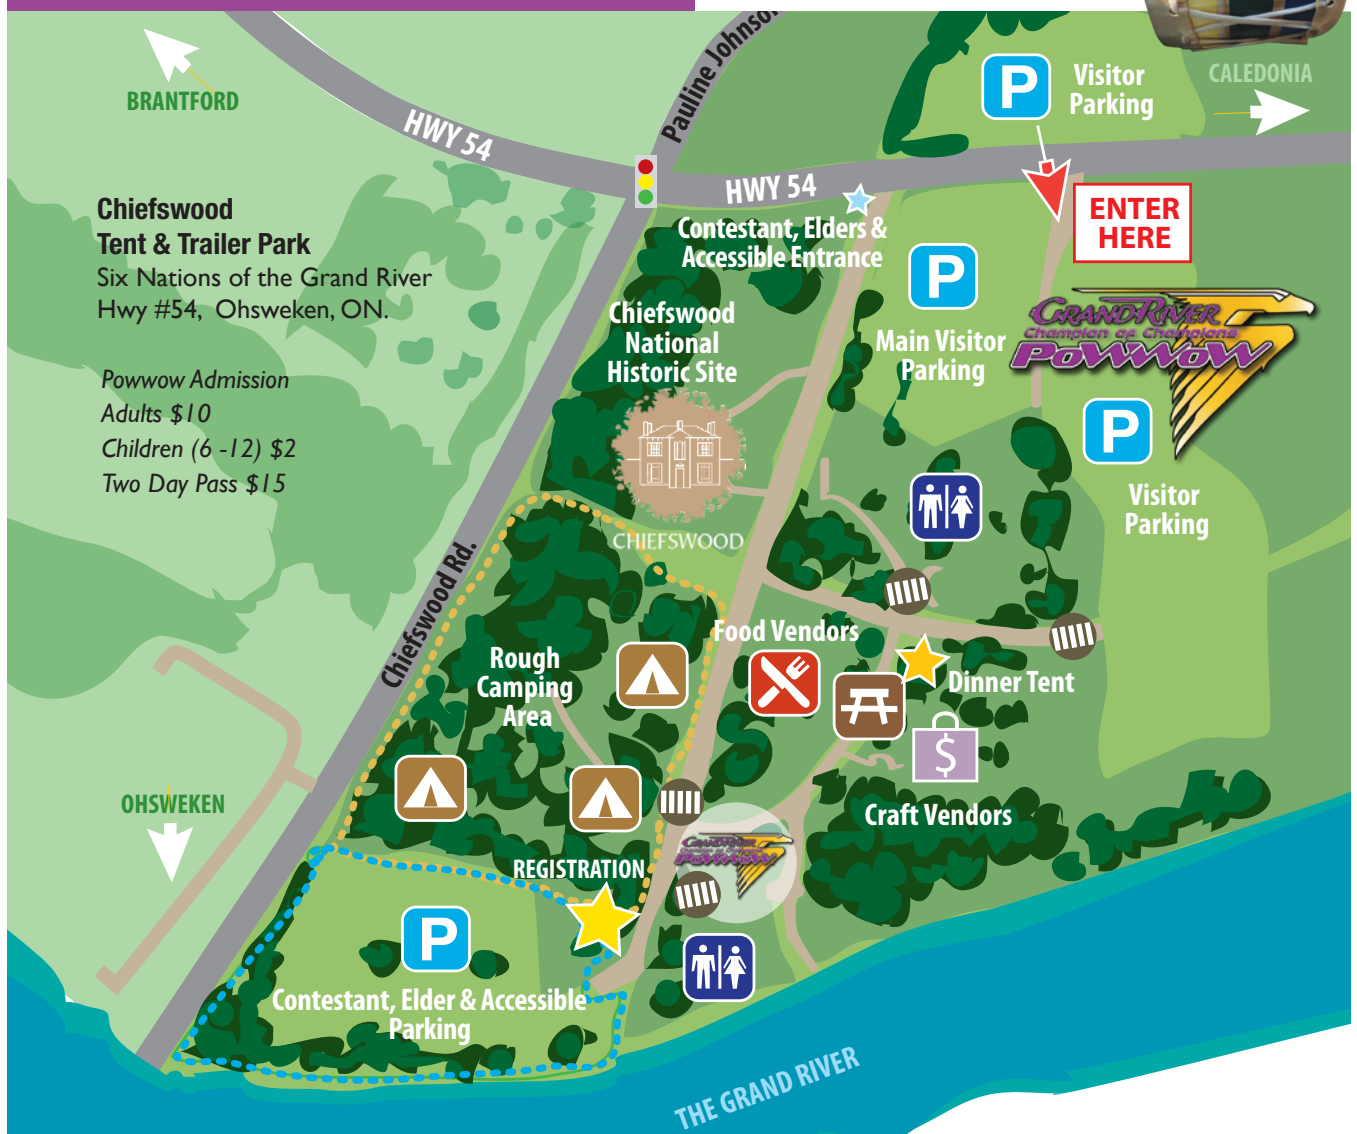 Pauline Johnson
BRANTFORD
HWY 54
P
Visitor
Parking
CALEDONIA
HWY 54
ENTER
HERE
Chiefswood
Tent & Trailer Park
Six Nations of the Grand River
Hwy #54, Ohsweken, ON.
Contestant, Elders &
Accessible Entrance
P
Main Visitor
Parking
GRAND RIVER
Champion of Champions
PowWow
Chiefswood
National
Historic Site
Powwow Admission
Adults $10
Children (6 -12) $2
Two Day Pass $15
P
Visitor
Parking
CHIEFSWOOD
Chiefswood Rd.
Food Vendors
Rough
Camping
Area
Dinner Tent
$
Craft Vendors
OHSWEKEN
GRAND RIVER
PowWow
REGISTRATION
P
Contestant, Elder & Accessible
Parking
THE GRAND RIVER